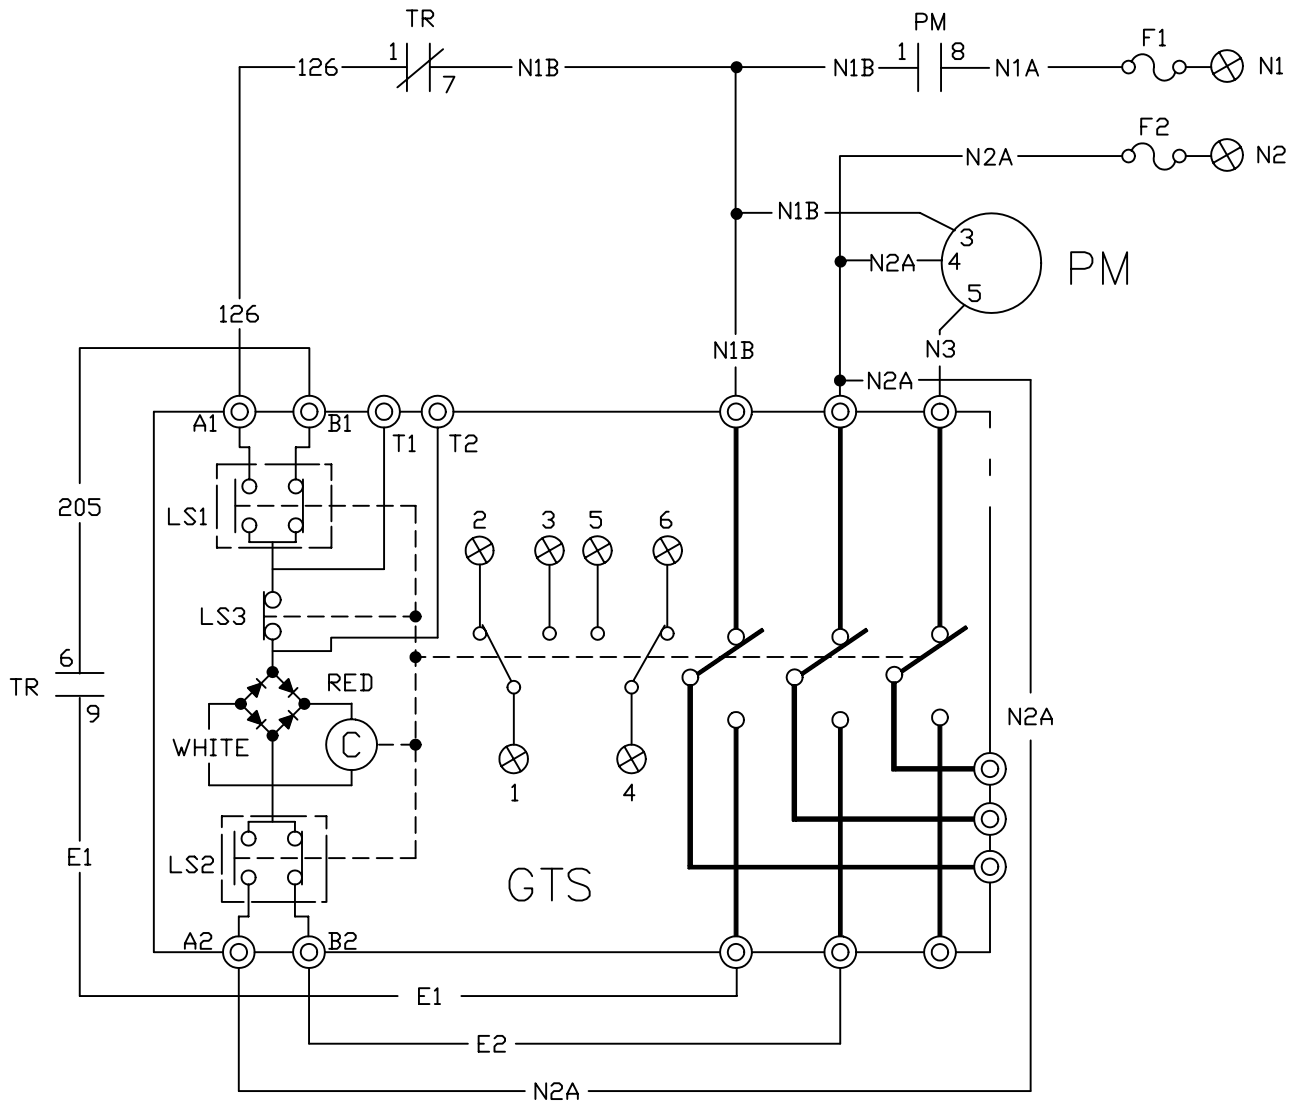 TR
PM
F1
1
126
7
N1B
N1B
1
8
N1A
N1
F2
N2A
N2
N1B
3
N2A
4
PM
5
126
N1B
N3
N2A
A1
B1
T1
T2
205
LS1
2
3
5
6
LS3
6
TR
9
RED
WHITE
C
N2A
1
4
E1
LS2
GTS
A2
B2
E1
E2
N2A